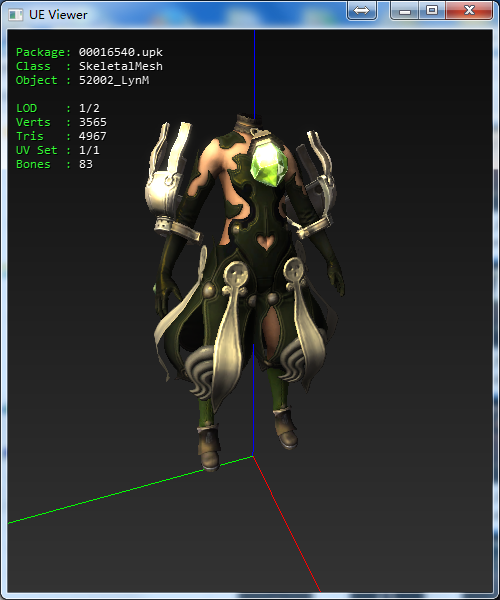 UE Viewer
Package: 00016540.upk
Class : SkeletalMesh
Object : 52002_LynM
LOD : 1/2
Verts : 3565
Tris : 4967
UV Set : 1/1
Bones : 83